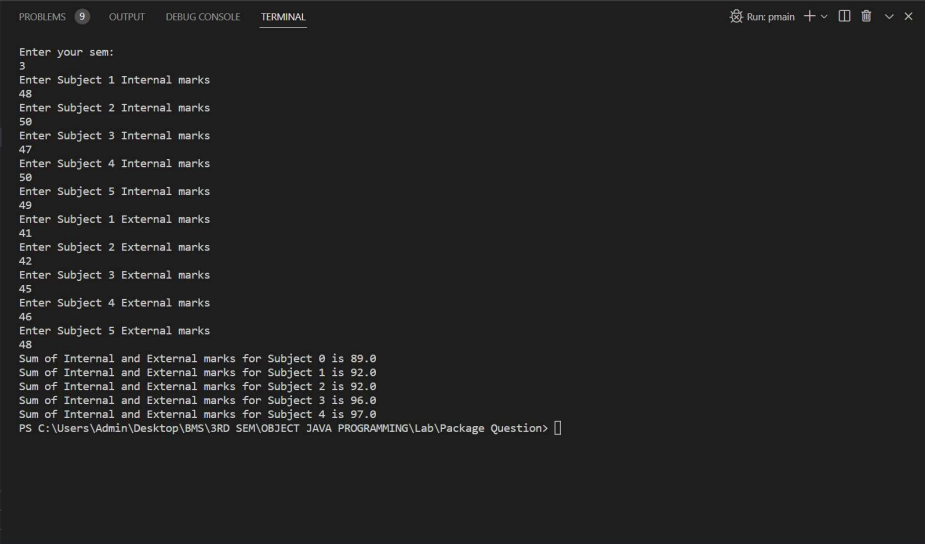 PROBLEMS 9 OUTPUT DEBUG CONSOLE TERMINAL Run: pmain
Enter your sem:
3
Enter Subject 1 Internal marks
48
Enter Subject 2 Internal marks
50
Enter Subject 3 Internal marks
47
Enter Subject 4 Internal marks
50
Enter Subject 5 Internal marks
49
Enter Subject 1 External marks
41
Enter Subject 2 External marks
42
Enter Subject 3 External marks
45
Enter Subject 4 External marks
46
Enter Subject 5 External marks
48
Sum of Internal and External marks for Subject 0 is 89.0
Sum of Internal and External marks for Subject 1 is 92.0
Sum of Internal and External marks for Subject 2 is 92.0
Sum of Internal and External marks for Subject 3 is 96.0
Sum of Internal and External marks for Subject 4 is 97.0
PS C:\Users\Admin\Desktop\BMS\3RD SEM\OBJECT JAVA PROGRAMMING\Lab\Package Question>